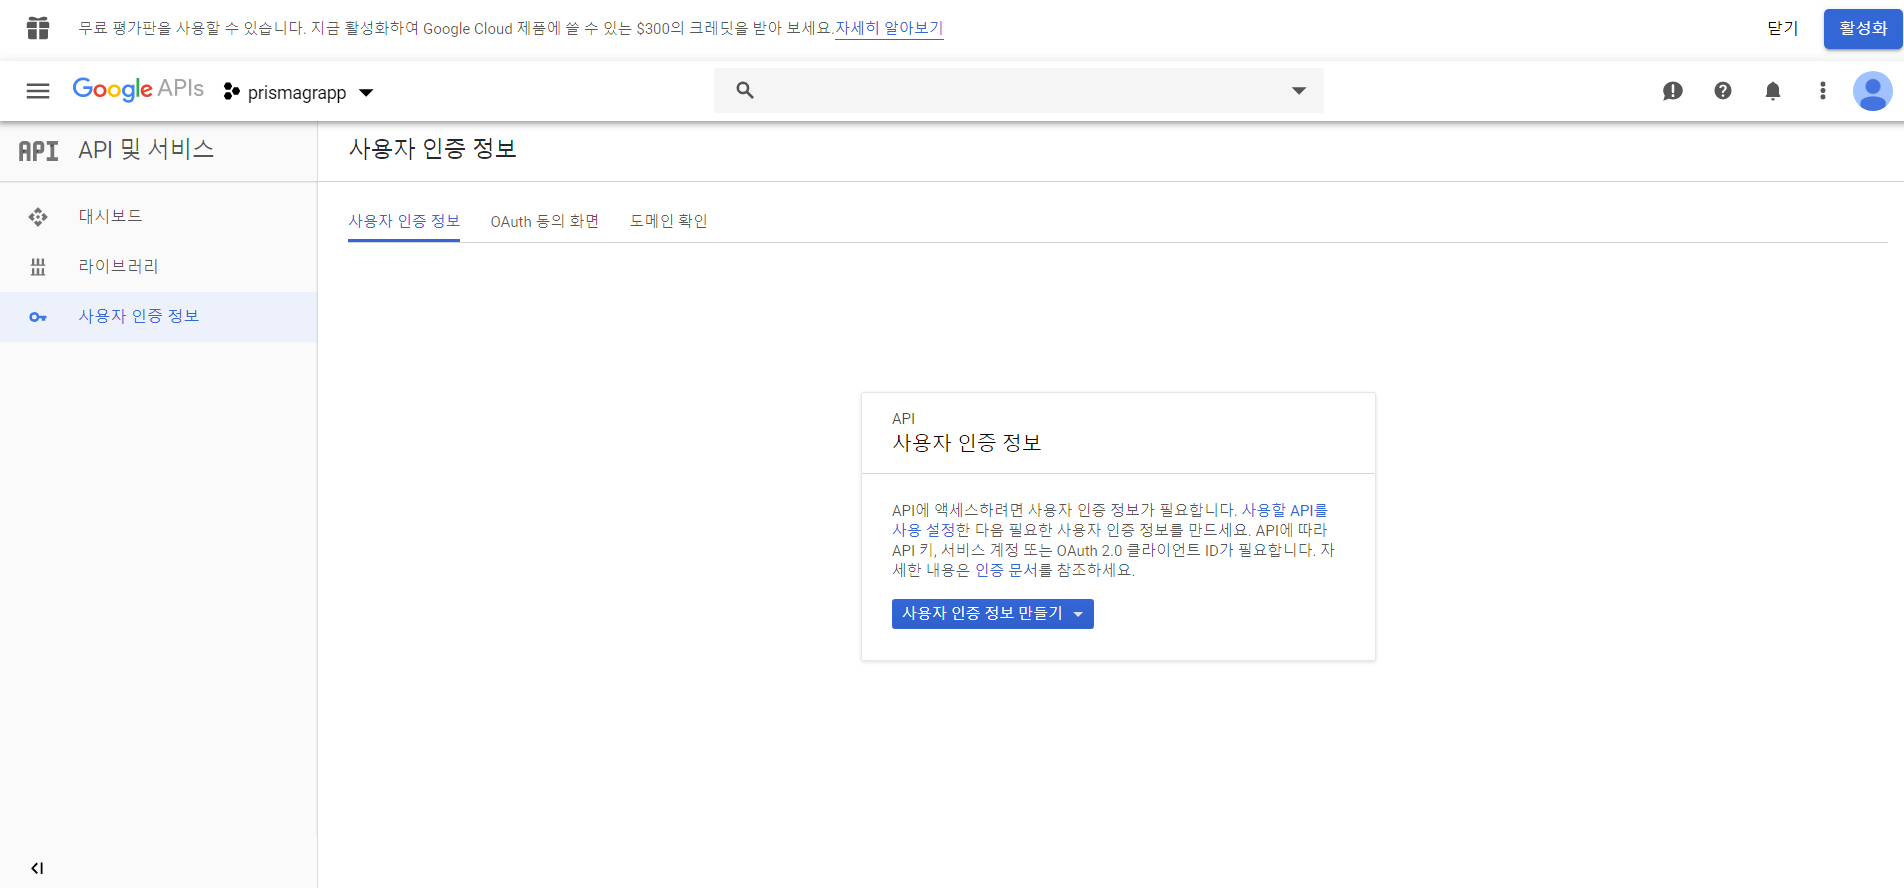 무료 평가판을 사용할 수 있습니다. 지금 활성화하여 Google Cloud 제품에 쓸 수 있는 $300의 크레딧을 받아 보세요.자세히 알아보기
닫기
활성화
Google APIs
prismagrapp
API API 및 서비스
사용자 인증 정보
대시보드
라이브러리
사용자 인증 정보
사용자 인증 정보
OAuth 동의 화면
도메인 확인
API
사용자 인증 정보
API에 액세스하려면 사용자 인증 정보가 필요합니다. 사용할 API를
사용 설정한 다음 필요한 사용자 인증 정보를 만드세요. API에 따라
API 키, 서비스 계정 또는 OAuth 2.0 클라이언트 ID가 필요합니다. 자
세한 내용은 인증 문서를 참조하세요.
사용자 인증 정보 만들기